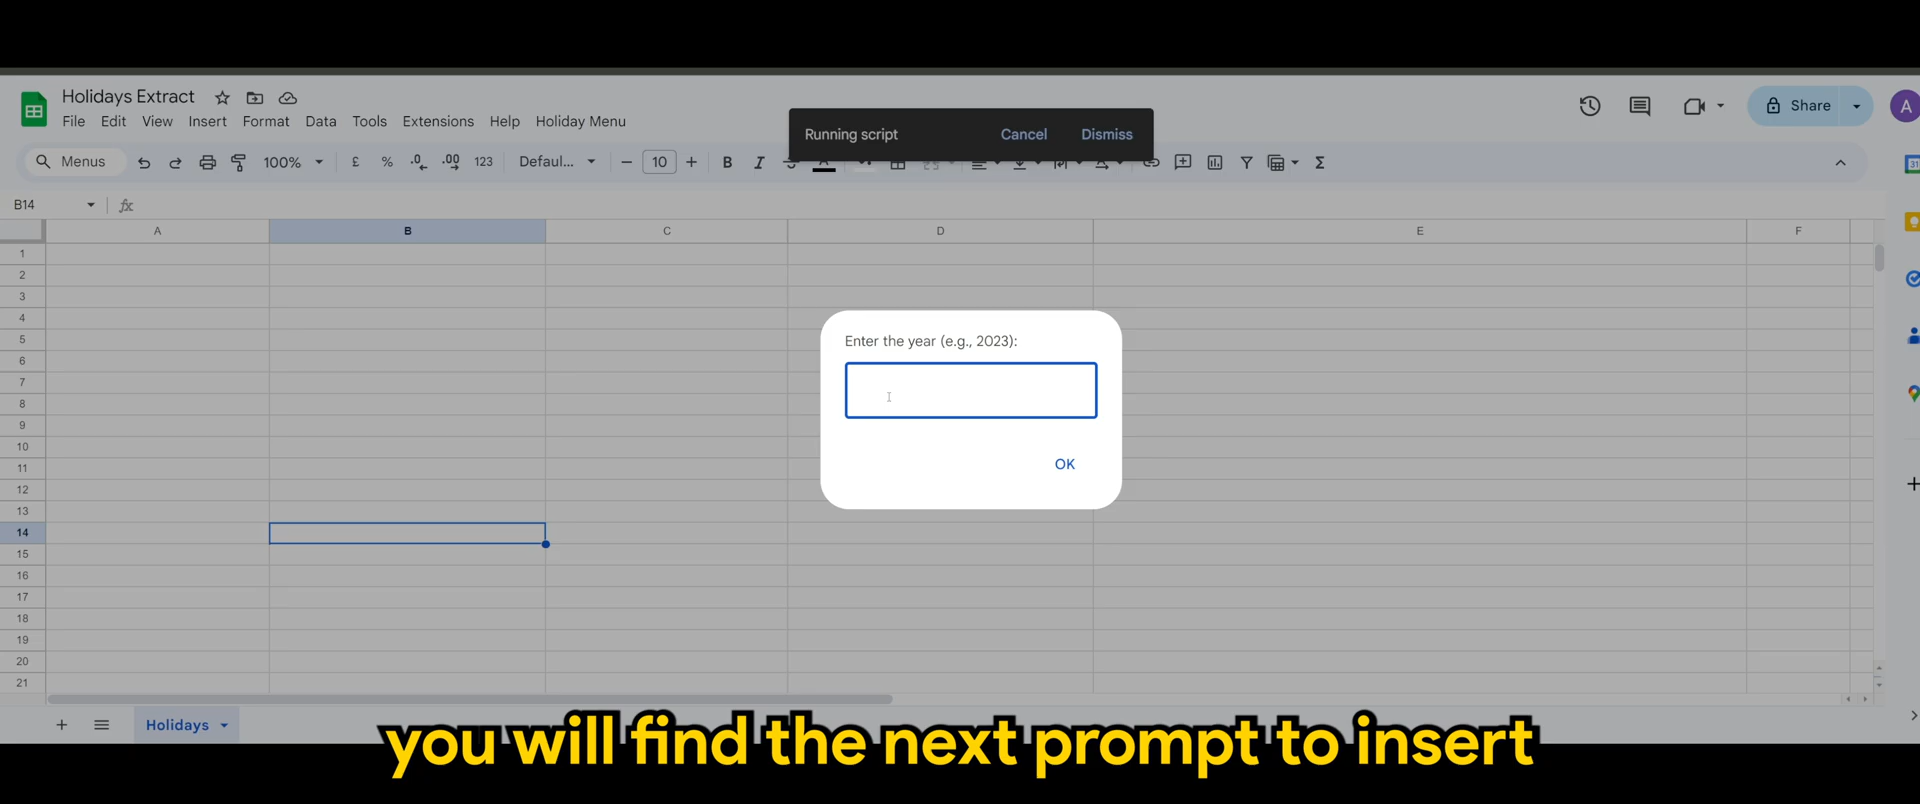 Holidays Extract
File Edit View Insert Format Data Tools Extensions Help Holiday Menu
Running script Cancel Dismiss
Share
A
Menus 100% £ % .0 .00 123 Defaul... 10 B I
31
B14 fx
A B C D E F
1
2
3
4
5
6
7
8
9
10
11
12
13
14
15
16
17
18
19
20
21
Enter the year (e.g., 2023):
OK
Holidays
you will find the next prompt to insert